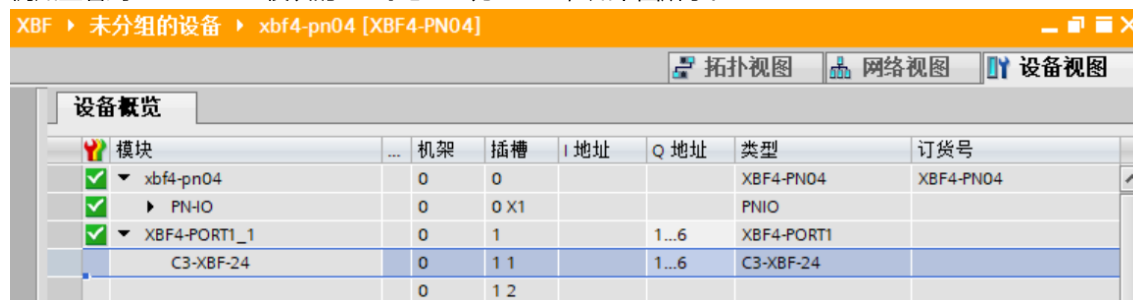 XBF ▸ 未分组的设备 ▸ xbf4-pn04 [XBF4-PN04]
拓扑视图 网络视图 设备视图
设备概览
模块 ... 机架 插槽 I 地址 Q 地址 类型 订货号
xbf4-pn04 0 0 XBF4-PN04 XBF4-PN04
PN-IO 0 0 X1 PNIO
XBF4-PORT1_1 0 1 1...6 XBF4-PORT1
C3-XBF-24 0 1 1 1...6 C3-XBF-24
0 1 2